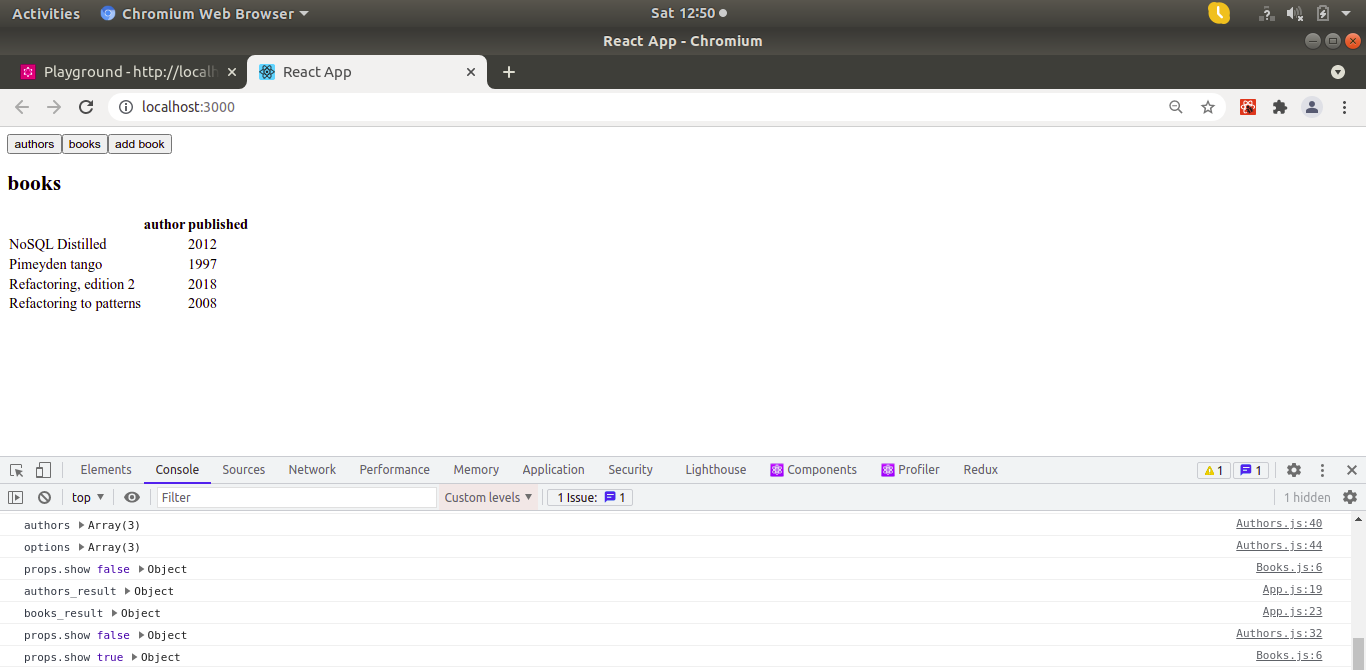 Activities Chromium Web Browser Sat 12:50
React App - Chromium
Playground - http://localh React App
localhost:3000
authors books add book
books
author published
NoSQL Distilled 2012
Pimeyden tango 1997
Refactoring, edition 2 2018
Refactoring to patterns 2008
Elements Console Sources Network Performance Memory Application Security Lighthouse Components Profiler Redux 1 1
top Filter Custom levels 1 Issue: 1 1 hidden
authors Array(3) Authors.js:40
options Array(3) Authors.js:44
props.show false Object Books.js:6
authors_result Object App.js:19
books_result Object App.js:23
props.show false Object Authors.js:32
props.show true Object Books.js:6